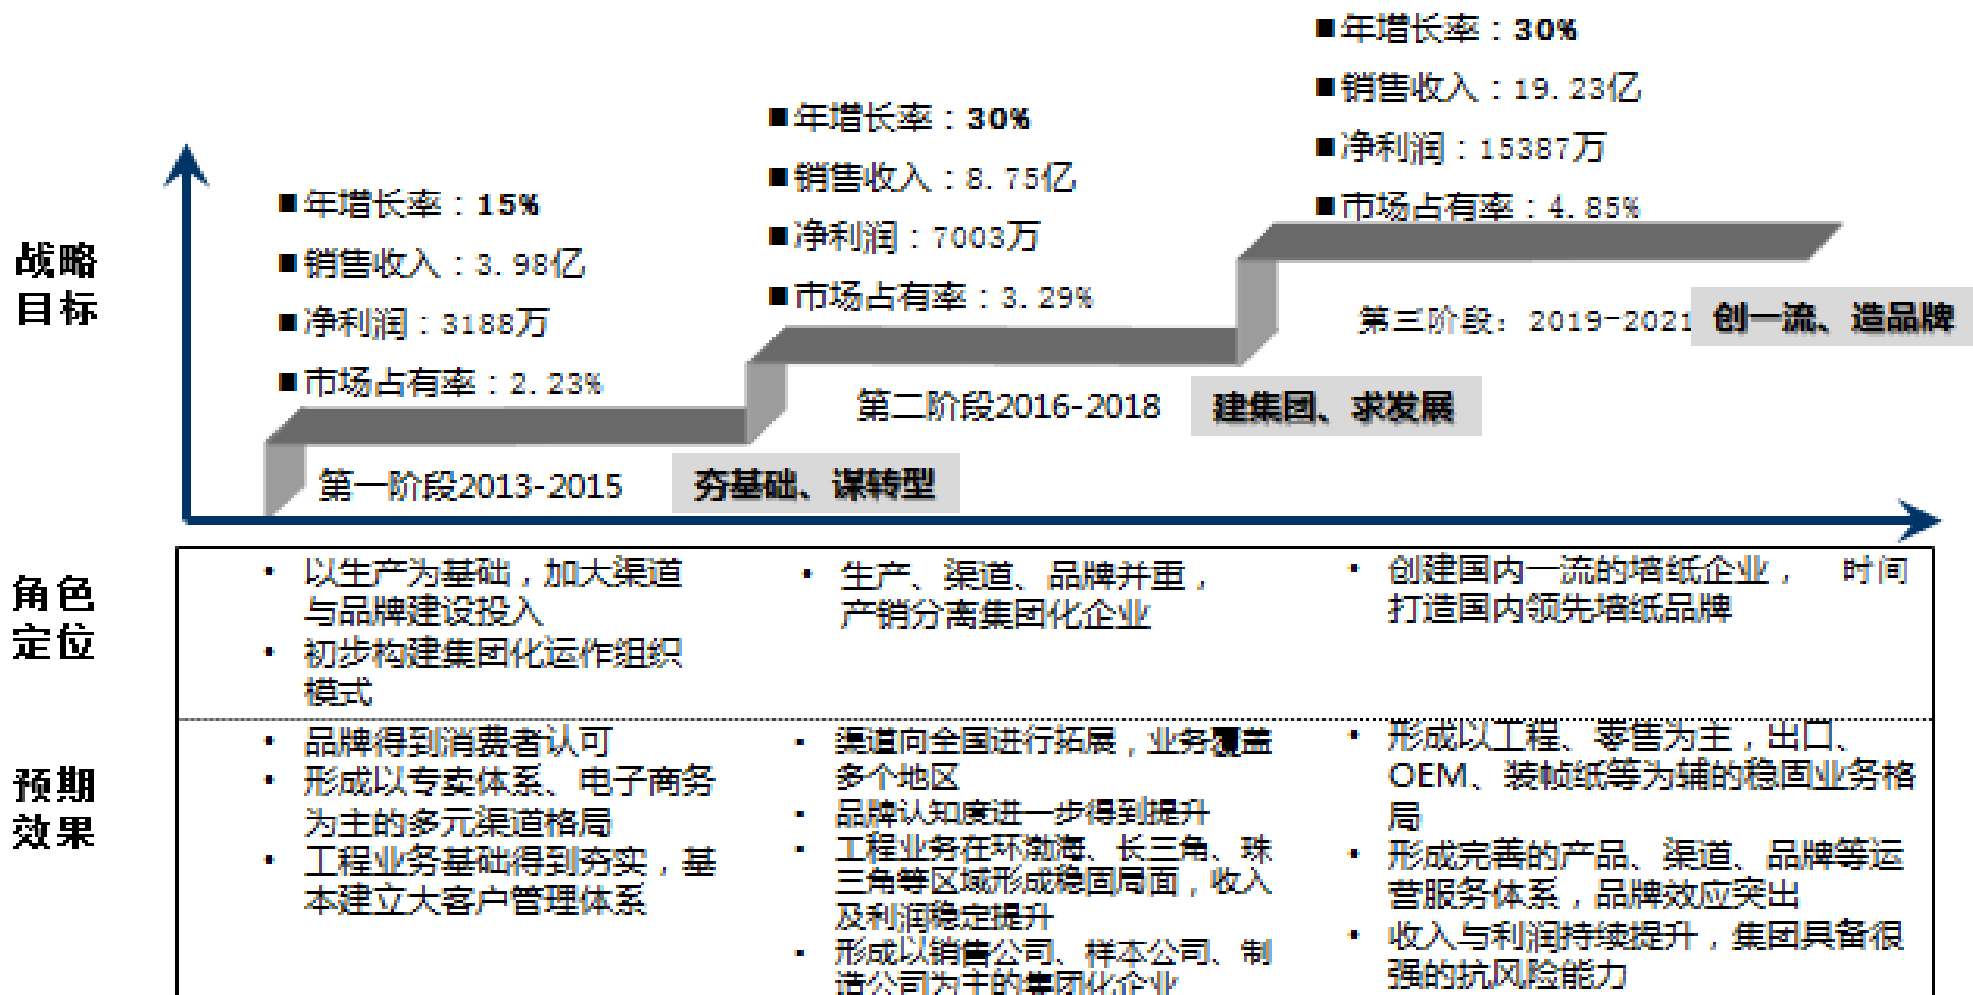 战略
目标
■年增长率：15%
■销售收入：3.98亿
■净利润：3188万
■市场占有率：2.23%
第一阶段2013-2015
夯基础、谋转型
■年增长率：30%
■销售收入：8.75亿
■净利润：7003万
■市场占有率：3.29%
第二阶段2016-2018
建集团、求发展
■年增长率：30%
■销售收入：19.23亿
■净利润：15387万
■市场占有率：4.85%
第三阶段：2019-2021
创一流、造品牌
时间
角色
定位
• 以生产为基础，加大渠道
与品牌建设投入
• 初步构建集团化运作组织
模式
• 生产、渠道、品牌并重，
产销分离集团化企业
• 创建国内一流的墙纸企业，
打造国内领先墙纸品牌
预期
效果
• 品牌得到消费者认可
• 形成以专卖体系、电子商务
为主的多元渠道格局
• 工程业务基础得到夯实，基
本建立大客户管理体系
• 渠道向全国进行拓展，业务覆盖
多个地区
• 品牌认知度进一步得到提升
• 工程业务在环渤海、长三角、珠
三角等区域形成稳固局面，收入
及利润稳定提升
• 形成以销售公司、样本公司、制
造公司为主的集团化企业
• 形成以工程、零售为主，出口、
OEM、装帧纸等为辅的稳固业务格
局
• 形成完善的产品、渠道、品牌等运
营服务体系，品牌效应突出
• 收入与利润持续提升，集团具备很
强的抗风险能力